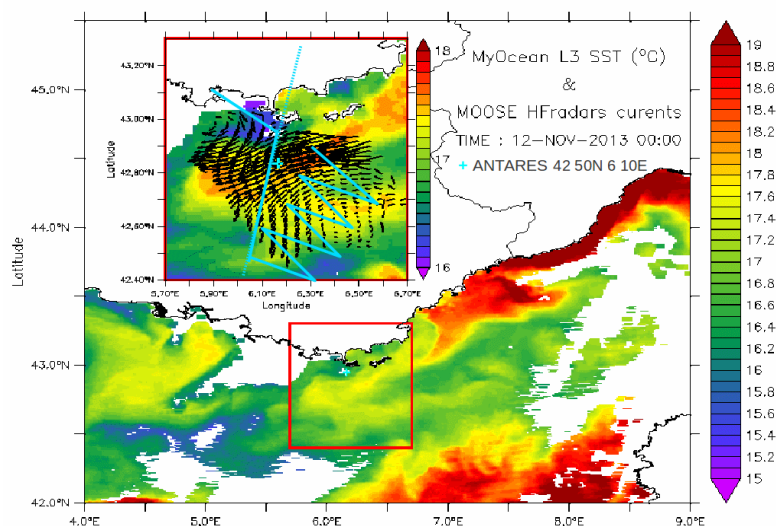 MyOcean L3 SST (°C)
&
MOOSE HFradars curents
TIME : 12-NOV-2013 00:00
+ ANTARES 42 50N 6 10E
43.20°N
43.00°N
42.80°N
42.60°N
42.40°N
Latitude
5.70°E 5.90°E 6.10°E 6.30°E 6.50°E 6.70°E
Longitude
18
17
16
45.0°N
44.0°N
43.0°N
42.0°N
Latitude
4.0°E 5.0°E 6.0°E 7.0°E 8.0°E 9.0°E
19
18.8
18.6
18.4
18.2
18
17.8
17.6
17.4
17.2
17
16.8
16.6
16.4
16.2
16
15.8
15.6
15.4
15.2
15